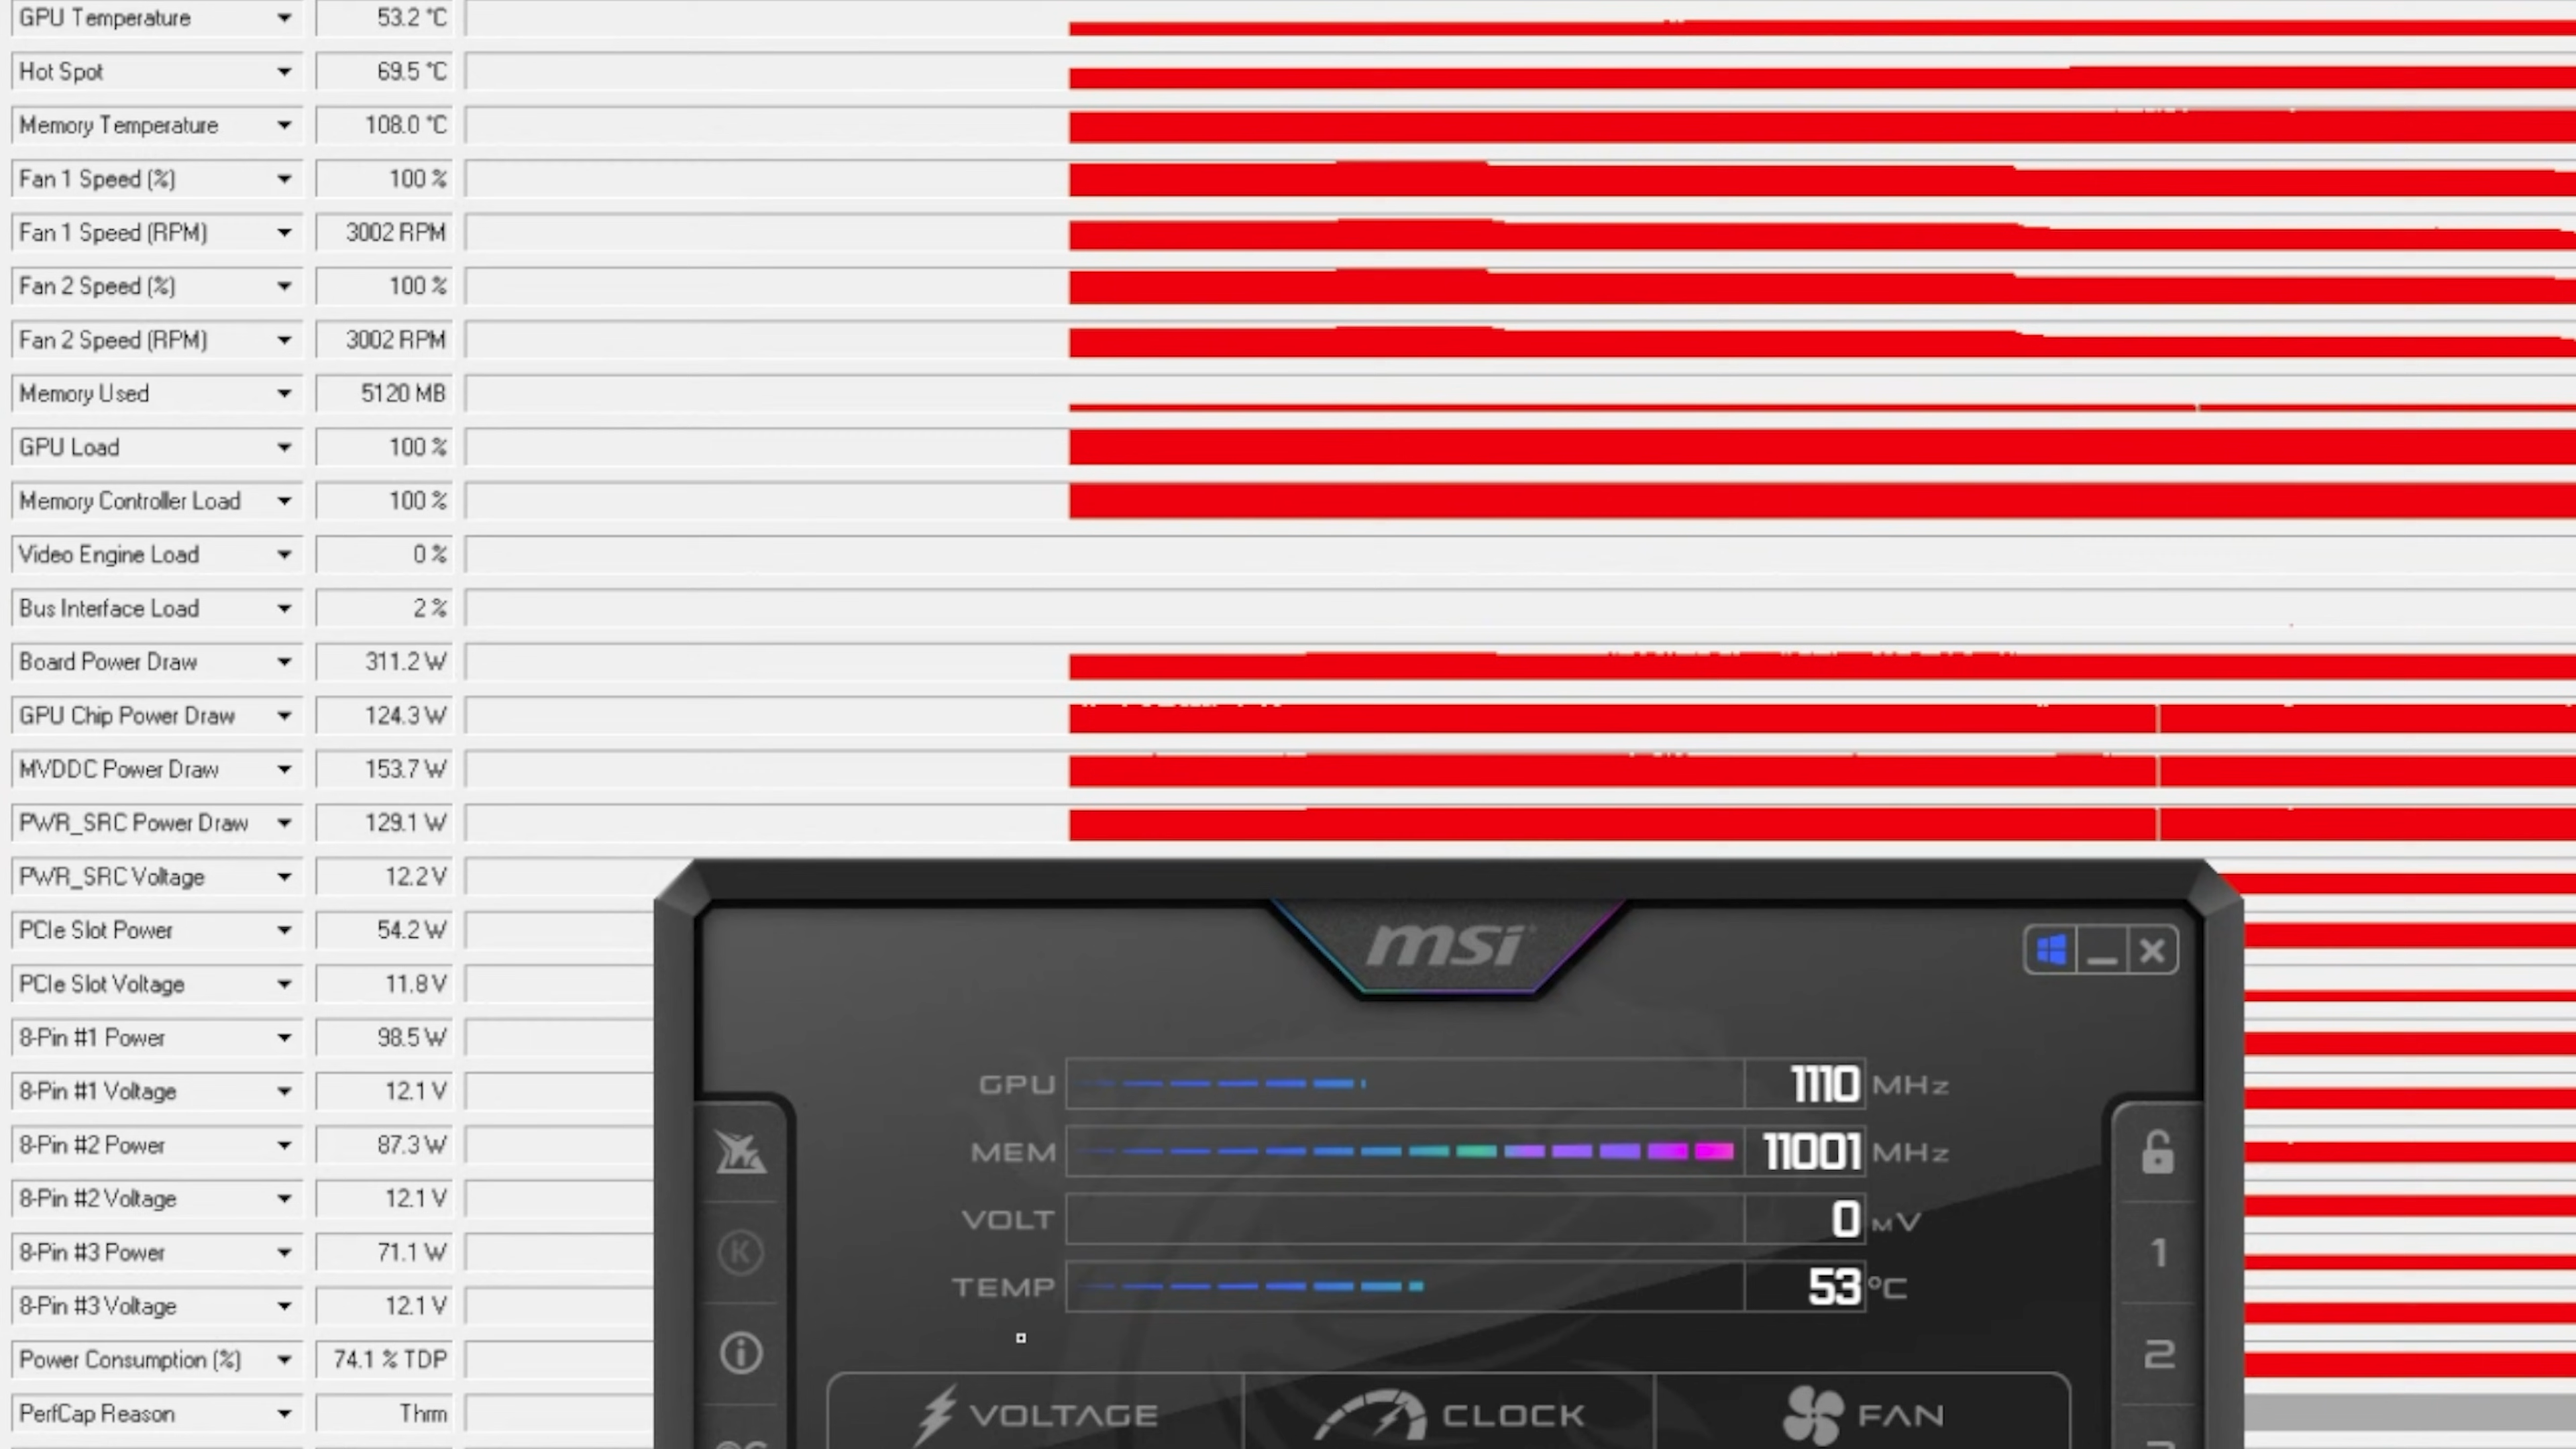 GPU Temperature 53.2 °C
Hot Spot 69.5 °C
Memory Temperature 108.0 °C
Fan 1 Speed (%) 100 %
Fan 1 Speed (RPM) 3002 RPM
Fan 2 Speed (%) 100 %
Fan 2 Speed (RPM) 3002 RPM
Memory Used 5120 MB
GPU Load 100 %
Memory Controller Load 100 %
Video Engine Load 0 %
Bus Interface Load 2 %
Board Power Draw 311.2 W
GPU Chip Power Draw 124.3 W
MVDDC Power Draw 153.7 W
PWR_SRC Power Draw 129.1 W
PWR_SRC Voltage 12.2 V
PCIe Slot Power 54.2 W
PCIe Slot Voltage 11.8 V
8-Pin #1 Power 98.5 W
8-Pin #1 Voltage 12.1 V
8-Pin #2 Power 87.3 W
8-Pin #2 Voltage 12.1 V
8-Pin #3 Power 71.1 W
8-Pin #3 Voltage 12.1 V
Power Consumption (%) 74.1 % TDP
PerfCap Reason Thrm
msi
GPU 1110 MHz
MEM 11001 MHz
VOLT 0 MV
TEMP 53 °C
K
i
1
2
VOLTAGE CLOCK FAN